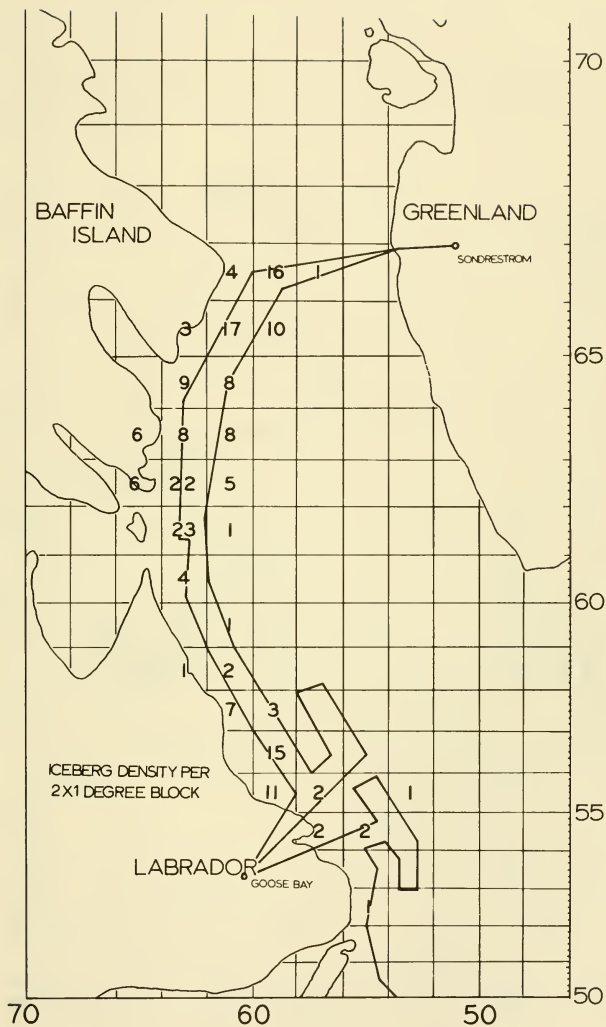 70
BAFFIN
ISLAND
GREENLAND
SONDRESTROM
4 16 1
3 17 10
65
9 8
6 8 8
6 22 5
23 1
4
60
1
1 2
7 3
15
ICEBERG DENSITY PER
2X1 DEGREE BLOCK
11 2 1
55
2 2
LABRADOR
GOOSE BAY
1
50
70 60 50